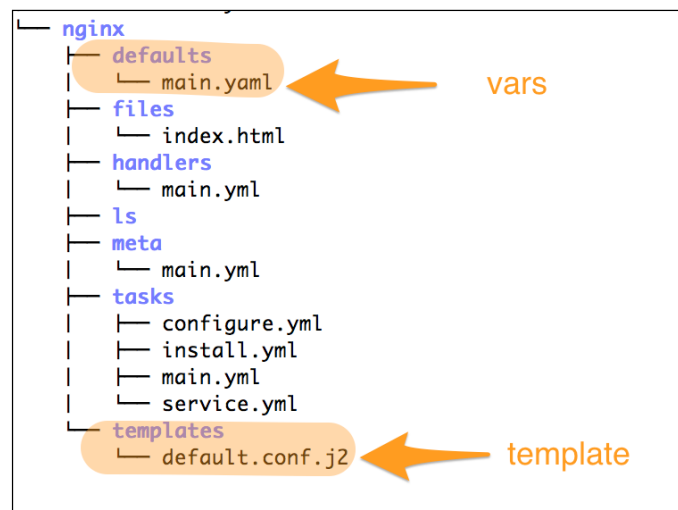 └── nginx
├── defaults
│   └── main.yaml
vars
├── files
│   └── index.html
├── handlers
│   └── main.yml
├── ls
├── meta
│   └── main.yml
├── tasks
│   ├── configure.yml
│   ├── install.yml
│   ├── main.yml
│   └── service.yml
└── templates
└── default.conf.j2
template